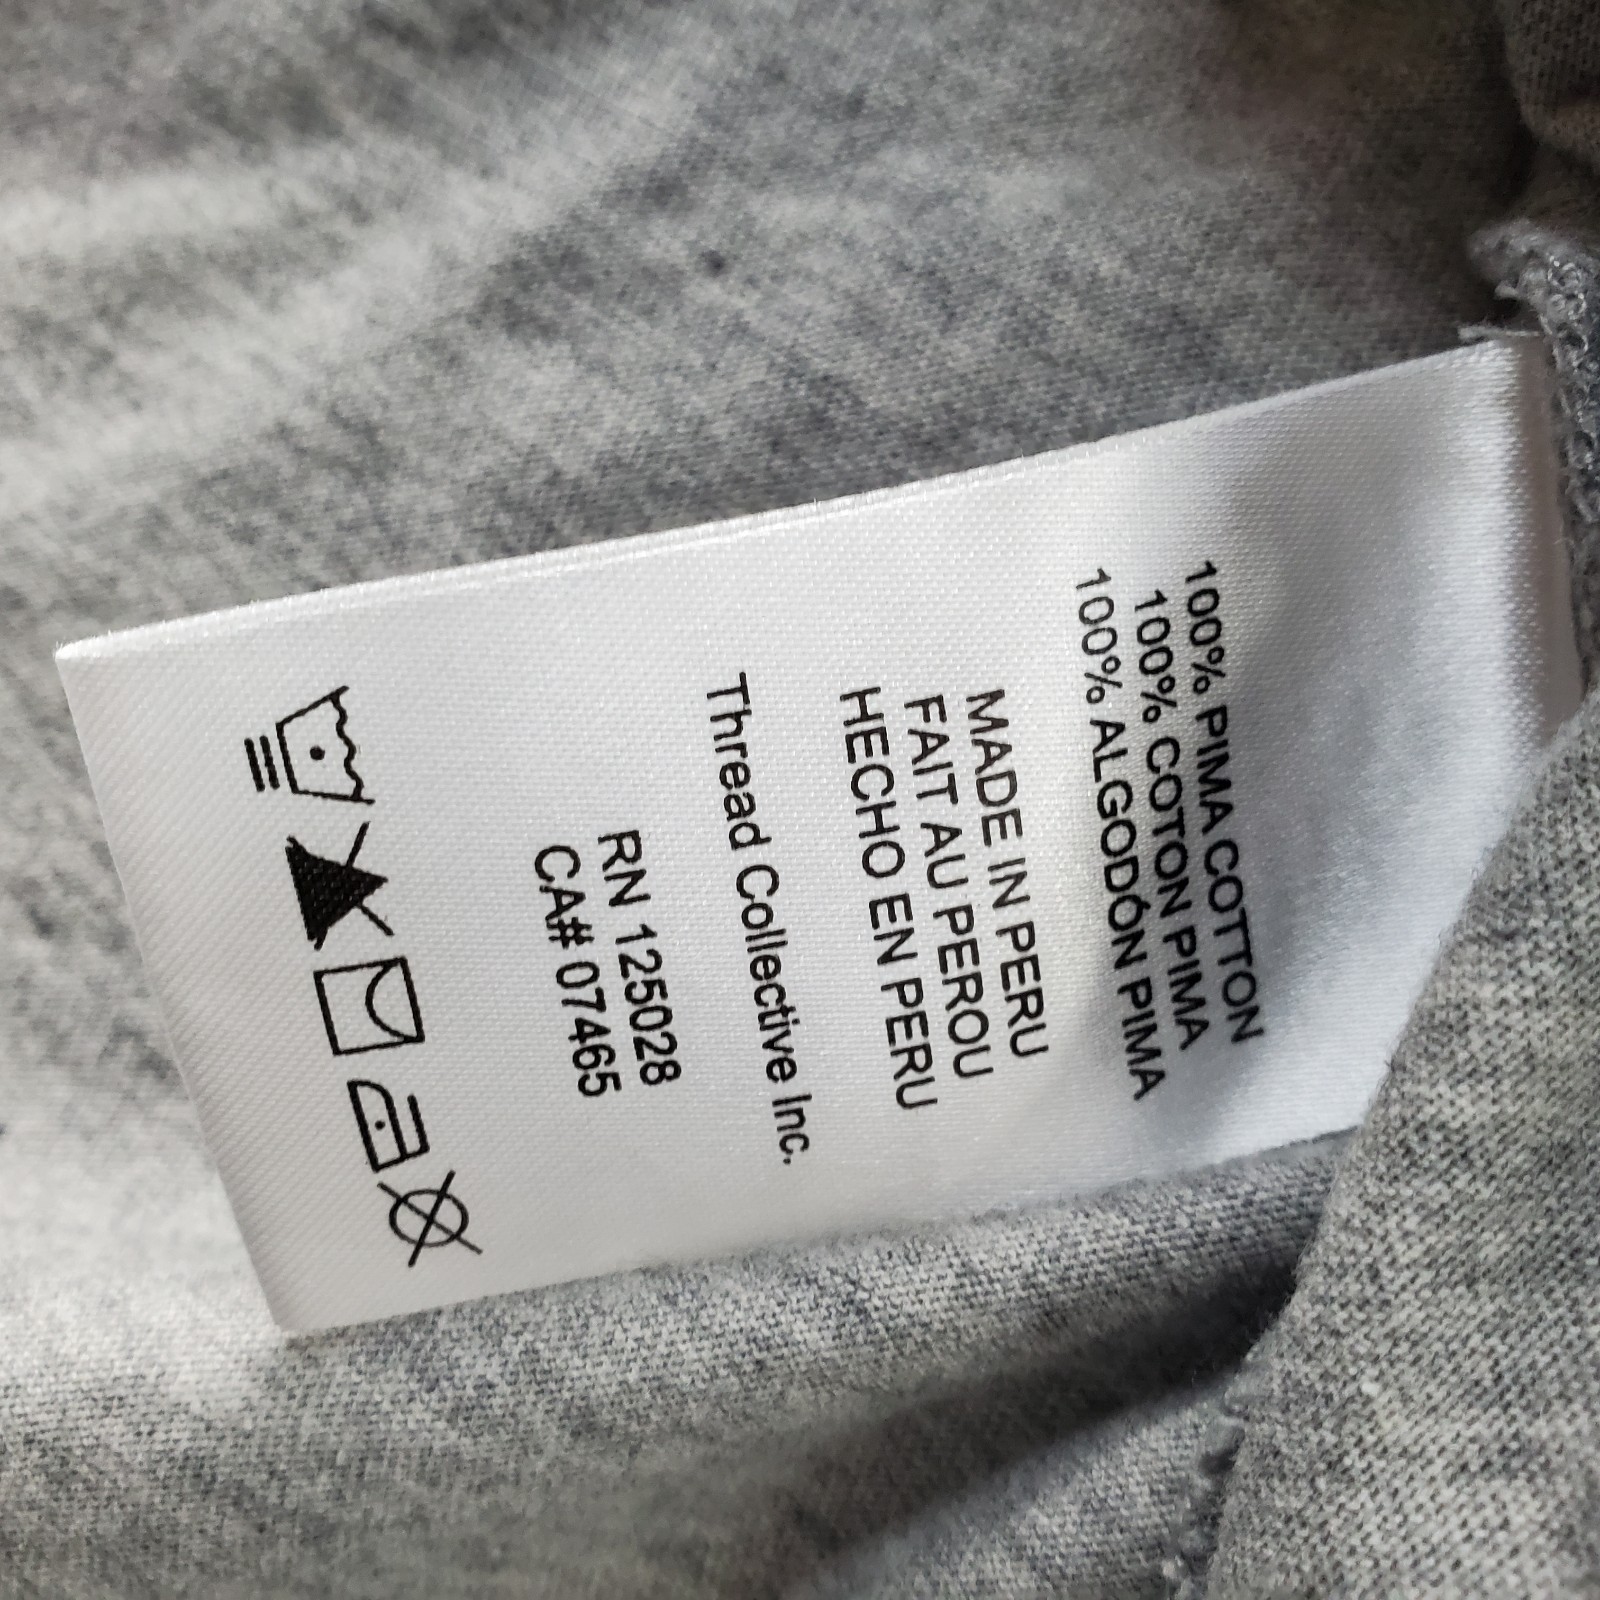 100% PIMA COTTON
100% COTON PIMA
100% ALGODÓN PIMA
MADE IN PERU
FAIT AU PEROU
HECHO EN PERU
Thread Collective Inc.
RN 125028
CA# 07465